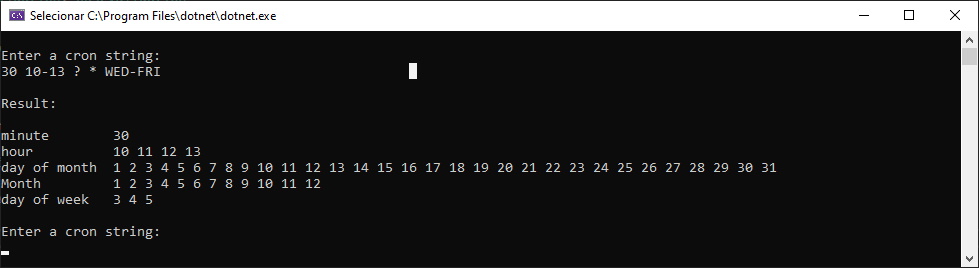 Selecionar C:\Program Files\dotnet\dotnet.exe
Enter a cron string:
30 10-13 ? * WED-FRI
Result:
minute 30
hour 10 11 12 13
day of month 1 2 3 4 5 6 7 8 9 10 11 12 13 14 15 16 17 18 19 20 21 22 23 24 25 26 27 28 29 30 31
Month 1 2 3 4 5 6 7 8 9 10 11 12
day of week 3 4 5
Enter a cron string: